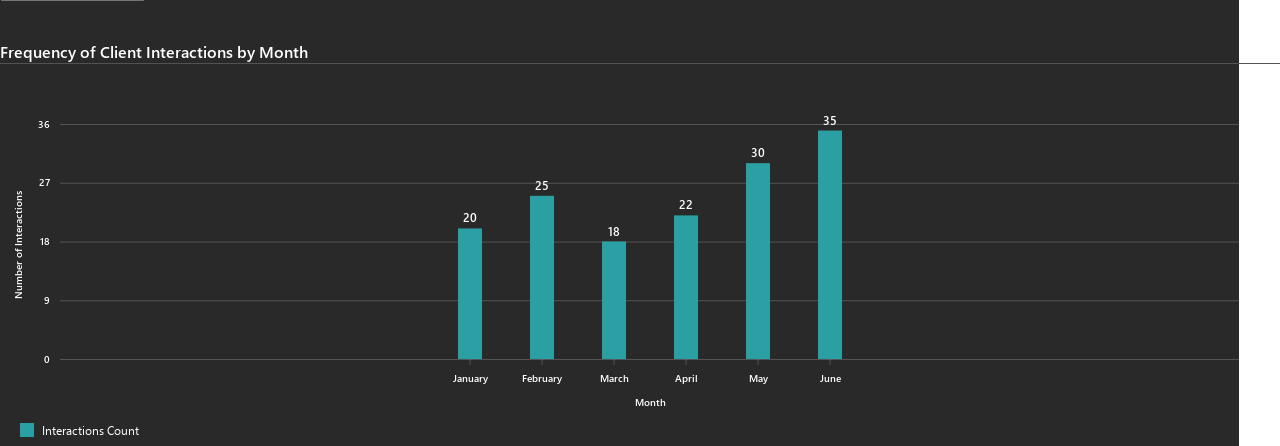 Frequency of Client Interactions by Month
36
27
18
9
0
Number of Interactions
20
25
18
22
30
35
January
February
March
April
May
June
Month
Interactions Count